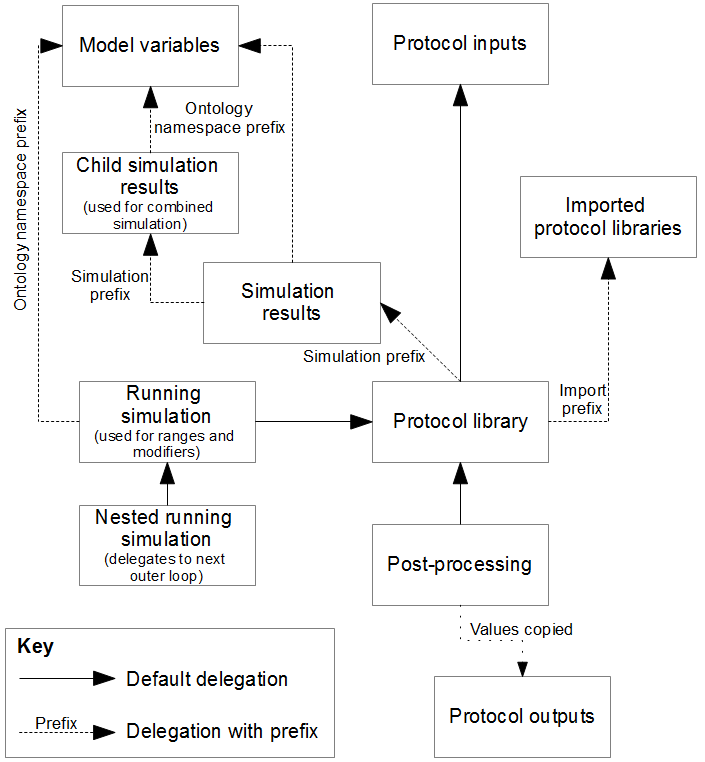 Model variables
Protocol inputs
Ontology
namespace prefix
Ontology namespace prefix
Child simulation
results
(used for combined
simulation)
Imported
protocol libraries
Simulation
prefix
Simulation
results
Simulation prefix
Running
simulation
(used for ranges and
modifiers)
Protocol library
Import
prefix
Nested running
simulation
(delegates to next
outer loop)
Post-processing
Values copied
Key
Default delegation
Prefix
Delegation with prefix
Protocol outputs